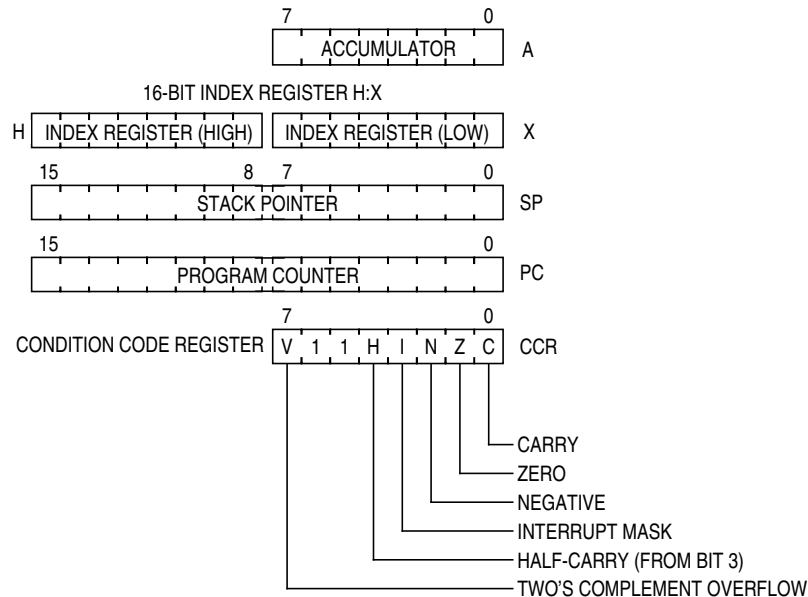 7 0
ACCUMULATOR A
16-BIT INDEX REGISTER H:X
H INDEX REGISTER (HIGH) INDEX REGISTER (LOW) X
15 8 7 0
STACK POINTER SP
15 0
PROGRAM COUNTER PC
7 0
CONDITION CODE REGISTER V 1 1 H I N Z C CCR
CARRY
ZERO
NEGATIVE
INTERRUPT MASK
HALF-CARRY (FROM BIT 3)
TWO'S COMPLEMENT OVERFLOW